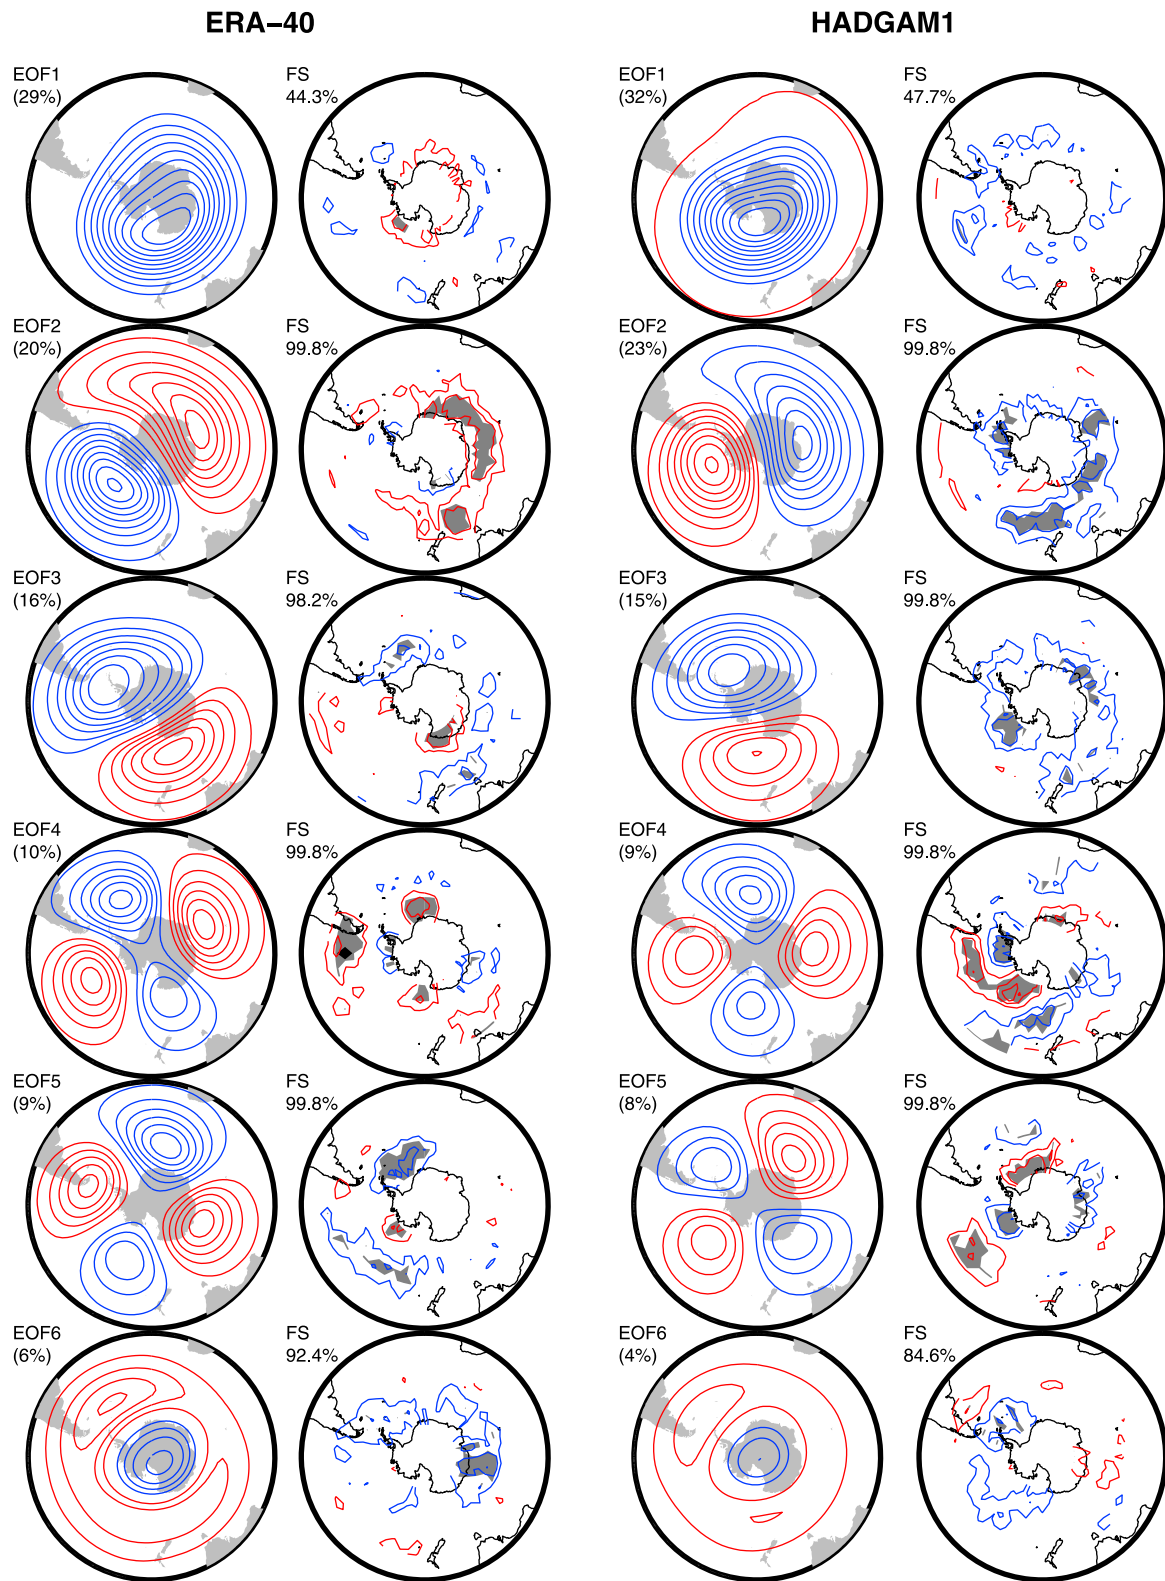 ERA−40 HADGAM1
EOF1 FS EOF1 FS
(29%) 44.3% (32%) 47.7%
EOF2 FS EOF2 FS
(20%) 99.8% (23%) 99.8%
EOF3 FS EOF3 FS
(16%) 98.2% (15%) 99.8%
EOF4 FS EOF4 FS
(10%) 99.8% (9%) 99.8%
EOF5 FS EOF5 FS
(9%) 99.8% (8%) 99.8%
EOF6 FS EOF6 FS
(6%) 92.4% (4%) 84.6%